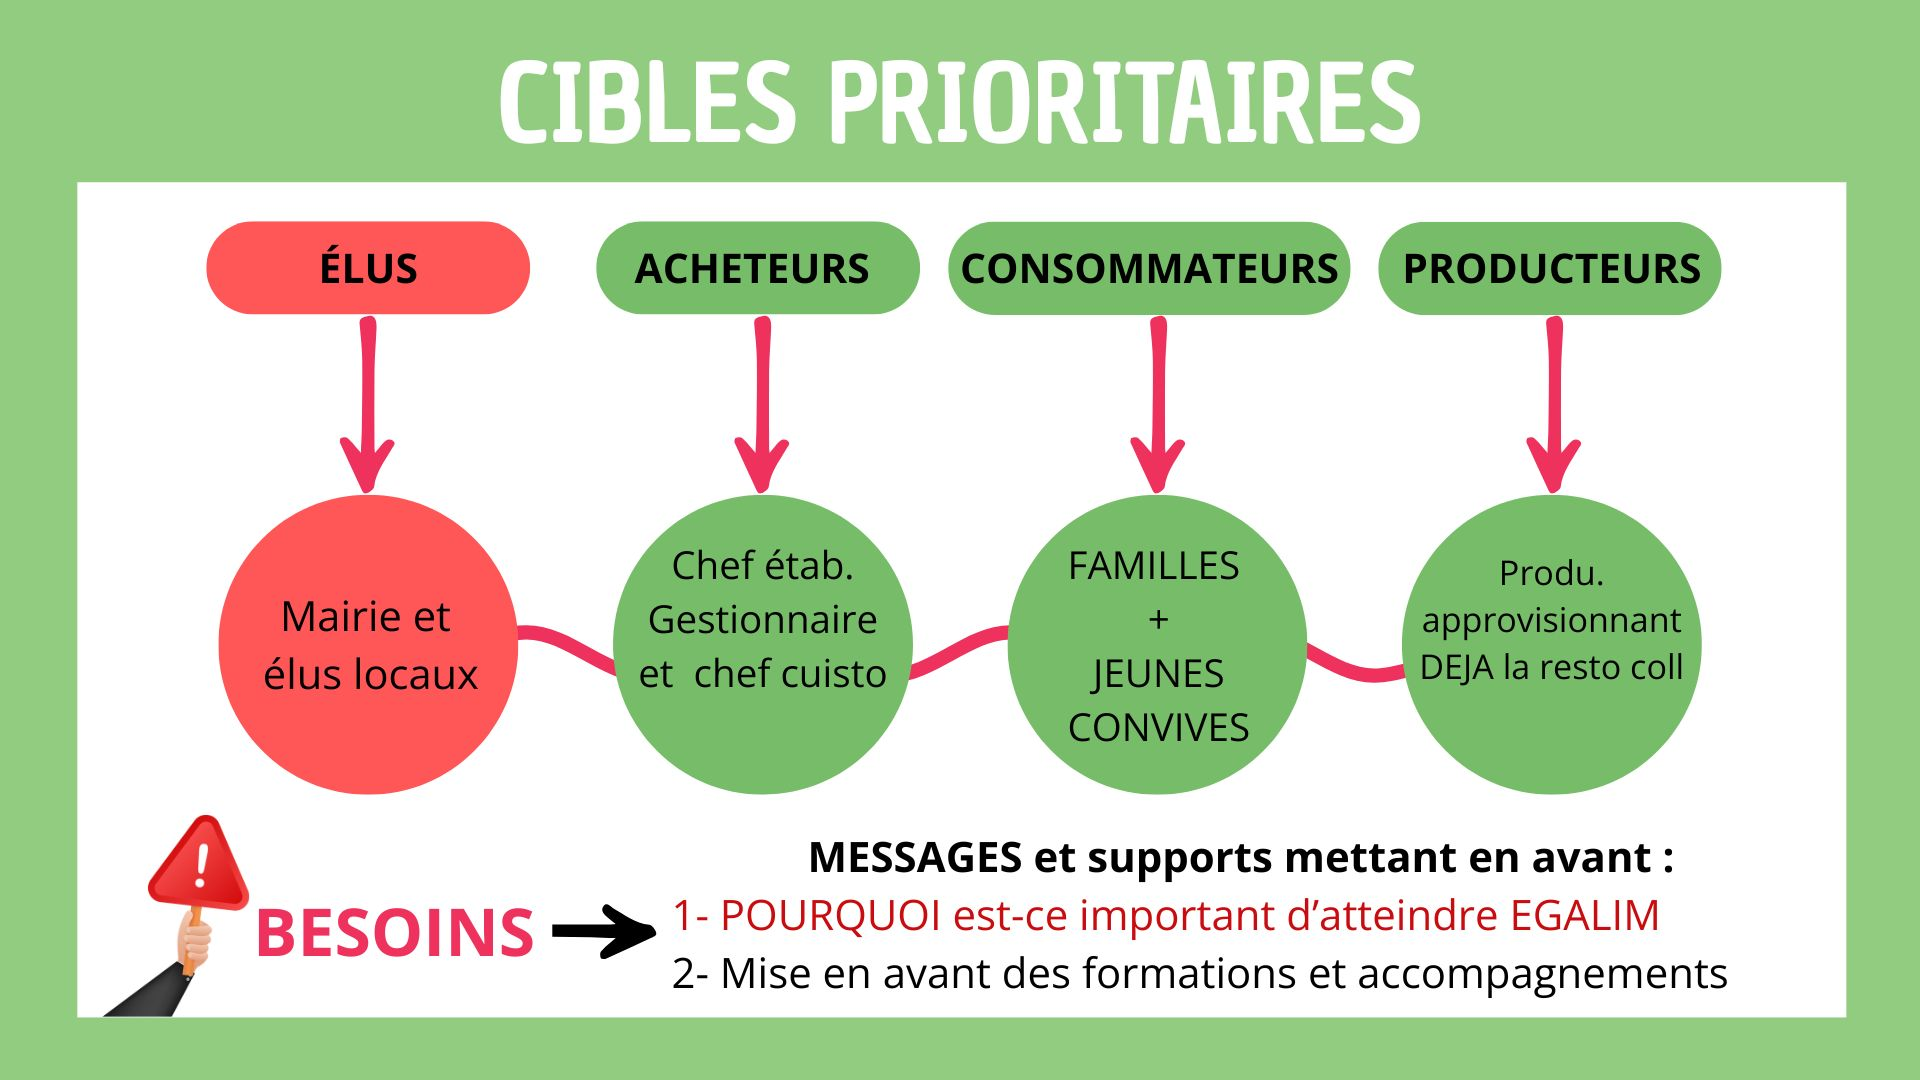 CIBLES PRIORITAIRES
ÉLUS
ACHETEURS
CONSOMMATEURS
PRODUCTEURS
Mairie et
élus locaux
Chef étab.
Gestionnaire
et chef cuisto
FAMILLES
+
JEUNES
CONVIVES
Produ.
approvisionnant
DEJA la resto coll
!
BESOINS
MESSAGES et supports mettant en avant :
1- POURQUOI est-ce important d’atteindre EGALIM
2- Mise en avant des formations et accompagnements